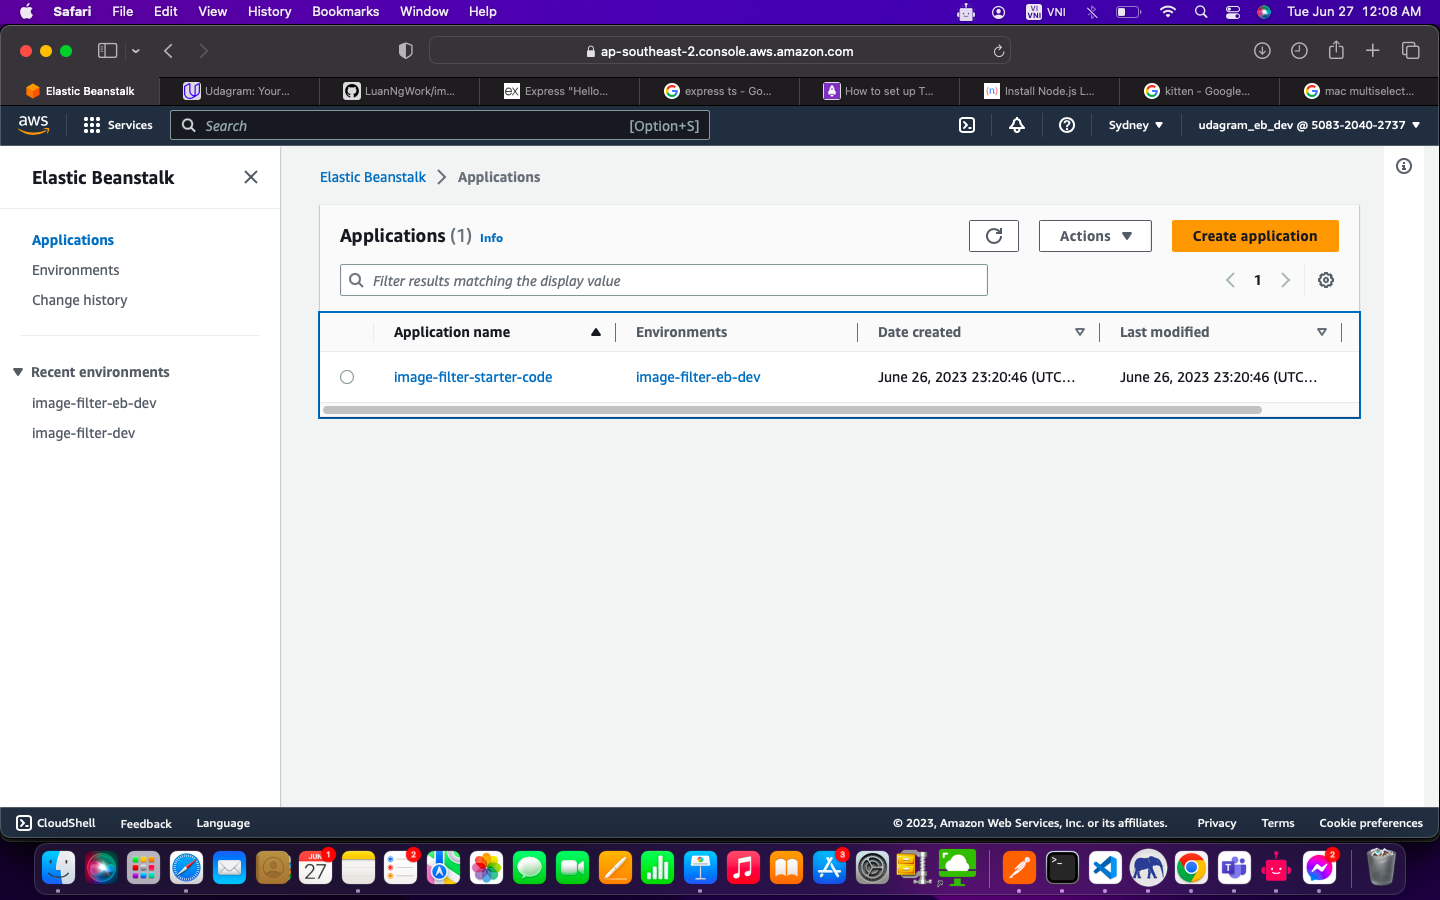 Safari File Edit View History Bookmarks Window Help VI VNI VNI Tue Jun 27 12:08 AM
ap-southeast-2.console.aws.amazon.com
Elastic Beanstalk Udagram: Your... LuanNgWork/im... Express "Hello... express ts - Go... How to set up T... Install Node.js L... kitten - Google... mac multiselect...
aws Services Search [Option+S] Sydney udagram_eb_dev @ 5083-2040-2737
Elastic Beanstalk
Applications
Environments
Change history
Recent environments
image-filter-eb-dev
image-filter-dev
Elastic Beanstalk Applications
Applications (1) Info Actions Create application
Filter results matching the display value 1
Application name Environments Date created Last modified
image-filter-starter-code image-filter-eb-dev June 26, 2023 23:20:46 (UTC... June 26, 2023 23:20:46 (UTC...
CloudShell Feedback Language © 2023, Amazon Web Services, Inc. or its affiliates. Privacy Terms Cookie preferences
JUN 27 1 2 3 2